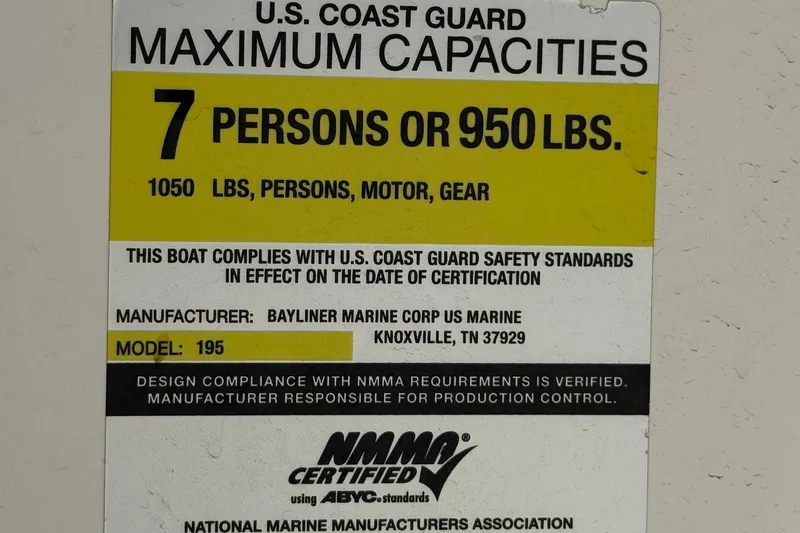 U.S. COAST GUARD
MAXIMUM CAPACITIES
7 PERSONS OR 950 LBS.
1050 LBS, PERSONS, MOTOR, GEAR
THIS BOAT COMPLIES WITH U.S. COAST GUARD SAFETY STANDARDS
IN EFFECT ON THE DATE OF CERTIFICATION
MANUFACTURER: BAYLINER MARINE CORP US MARINE
KNOXVILLE, TN 37929
MODEL: 195
DESIGN COMPLIANCE WITH NMMA REQUIREMENTS IS VERIFIED.
MANUFACTURER RESPONSIBLE FOR PRODUCTION CONTROL.
NMMA®
CERTIFIED
using ABYC® standards
NATIONAL MARINE MANUFACTURERS ASSOCIATION